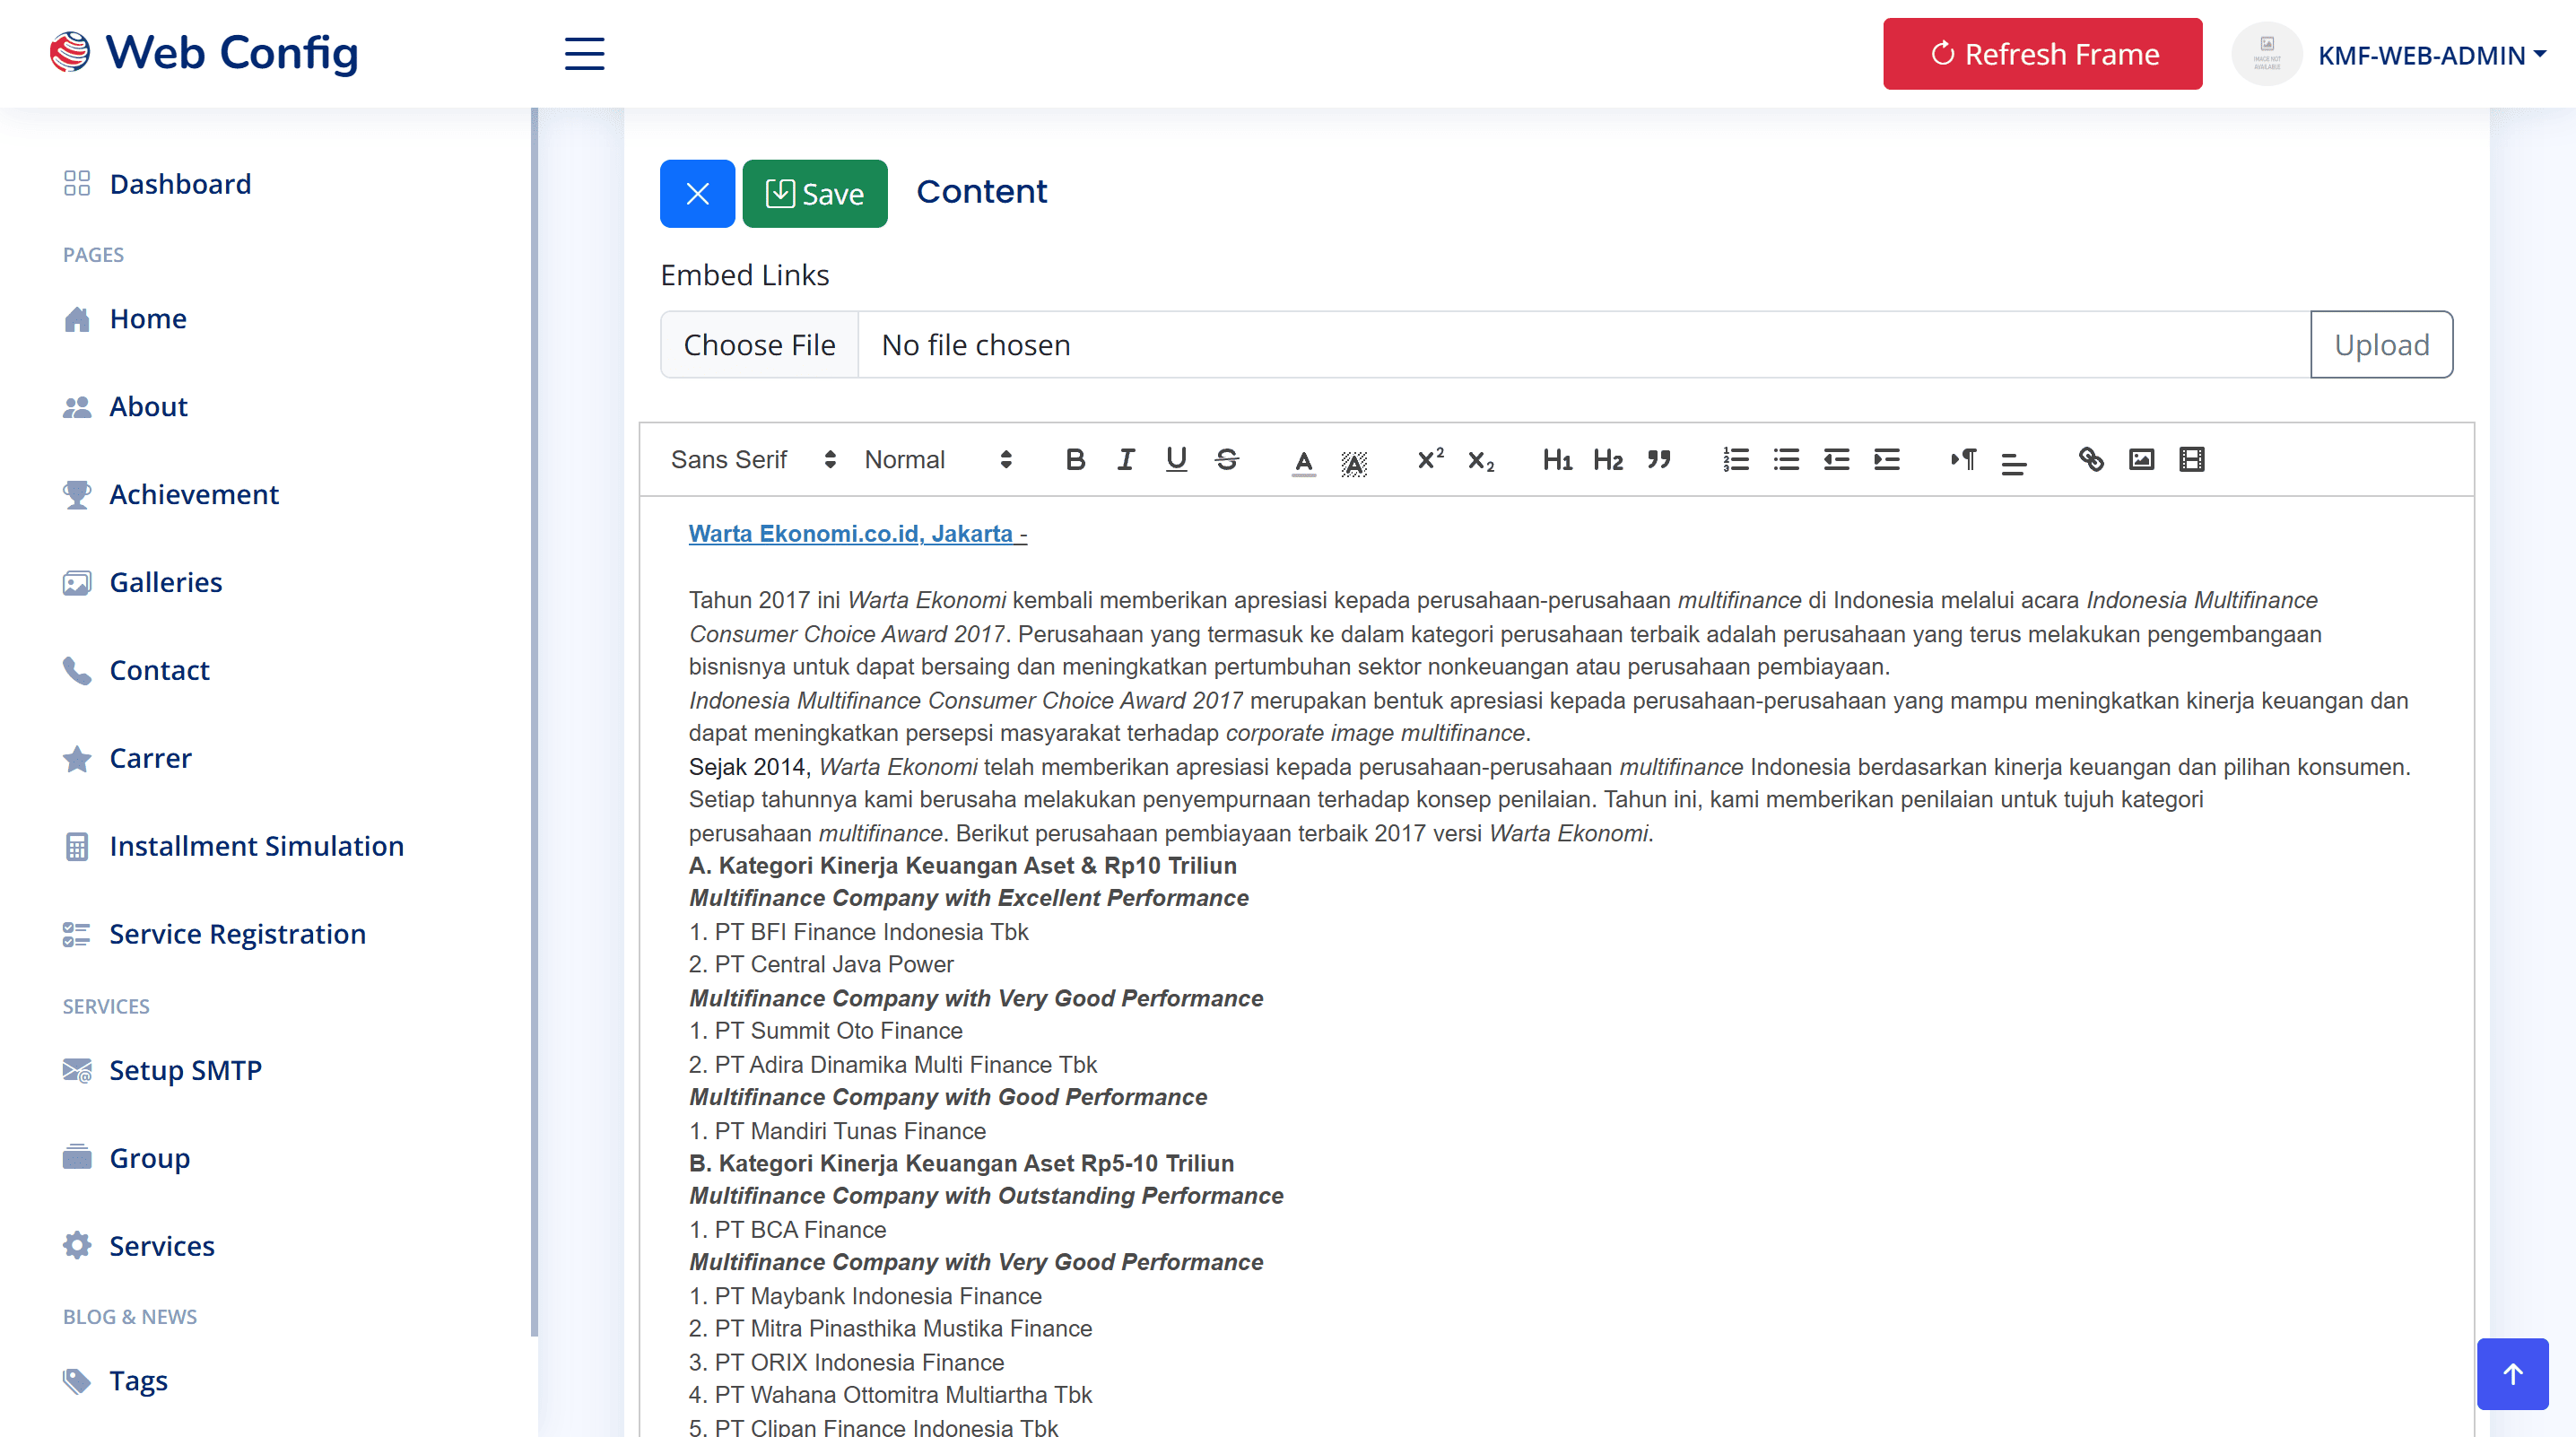 Web Config
Refresh Frame
IMAGE NOT
AVAILABLE
KMF-WEB-ADMIN
Dashboard
PAGES
Home
About
Achievement
Galleries
Contact
Carrer
Installment Simulation
Service Registration
SERVICES
Setup SMTP
Group
Services
BLOG & NEWS
Tags
Save
Content
Embed Links
Choose File No file chosen Upload
Sans Serif Normal
Warta Ekonomi.co.id, Jakarta -
Tahun 2017 ini Warta Ekonomi kembali memberikan apresiasi kepada perusahaan-perusahaan multifinance di Indonesia melalui acara Indonesia Multifinance
Consumer Choice Award 2017. Perusahaan yang termasuk ke dalam kategori perusahaan terbaik adalah perusahaan yang terus melakukan pengembangaan
bisnisnya untuk dapat bersaing dan meningkatkan pertumbuhan sektor nonkeuangan atau perusahaan pembiayaan.
Indonesia Multifinance Consumer Choice Award 2017 merupakan bentuk apresiasi kepada perusahaan-perusahaan yang mampu meningkatkan kinerja keuangan dan
dapat meningkatkan persepsi masyarakat terhadap corporate image multifinance.
Sejak 2014, Warta Ekonomi telah memberikan apresiasi kepada perusahaan-perusahaan multifinance Indonesia berdasarkan kinerja keuangan dan pilihan konsumen.
Setiap tahunnya kami berusaha melakukan penyempurnaan terhadap konsep penilaian. Tahun ini, kami memberikan penilaian untuk tujuh kategori
perusahaan multifinance. Berikut perusahaan pembiayaan terbaik 2017 versi Warta Ekonomi.
A. Kategori Kinerja Keuangan Aset & Rp10 Triliun
Multifinance Company with Excellent Performance
1. PT BFI Finance Indonesia Tbk
2. PT Central Java Power
Multifinance Company with Very Good Performance
1. PT Summit Oto Finance
2. PT Adira Dinamika Multi Finance Tbk
Multifinance Company with Good Performance
1. PT Mandiri Tunas Finance
B. Kategori Kinerja Keuangan Aset Rp5-10 Triliun
Multifinance Company with Outstanding Performance
1. PT BCA Finance
Multifinance Company with Very Good Performance
1. PT Maybank Indonesia Finance
2. PT Mitra Pinasthika Mustika Finance
3. PT ORIX Indonesia Finance
4. PT Wahana Ottomitra Multiartha Tbk
5. PT Clipan Finance Indonesia Tbk